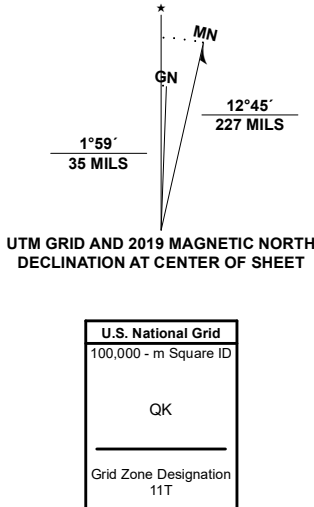 ★
MN
GN
1°59´
35 MILS
12°45´
227 MILS
UTM GRID AND 2019 MAGNETIC NORTH
DECLINATION AT CENTER OF SHEET
U.S. National Grid
100,000 - m Square ID
QK
Grid Zone Designation
11T